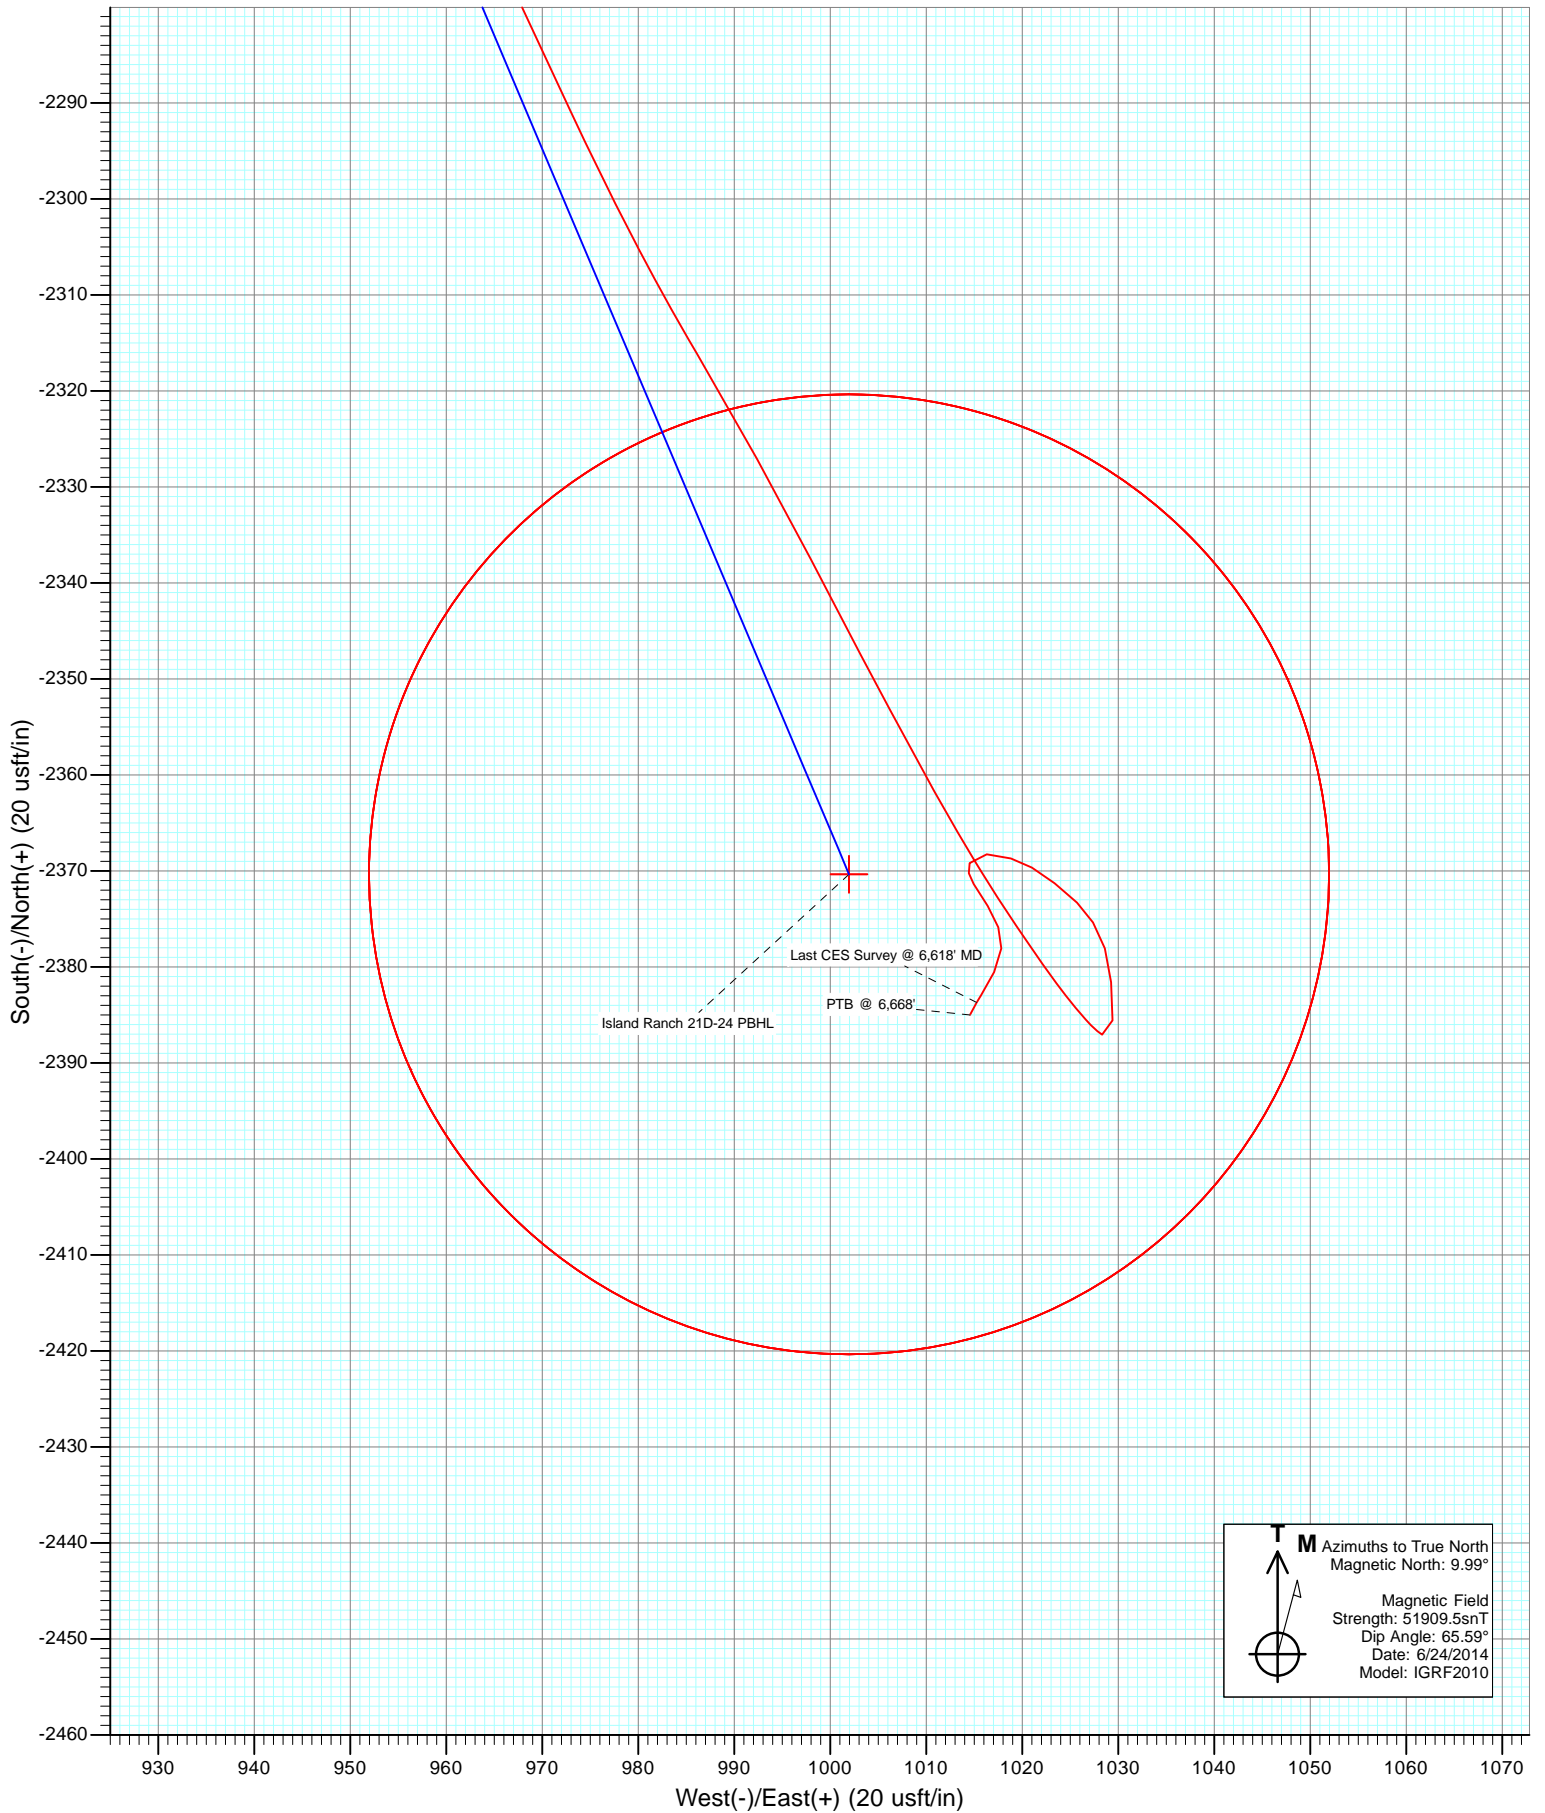 -2290
-2300
-2310
-2320
-2330
-2340
-2350
-2360
-2370
-2380
-2390
-2400
-2410
-2420
-2430
-2440
-2450
-2460
South(-)/North(+) (20 usft/in)
Last CES Survey @ 6,618' MD
PTB @ 6,668'
Island Ranch 21D-24 PBHL
T
M
Azimuths to True North
Magnetic North: 9.99°
Magnetic Field
Strength: 51909.5snT
Dip Angle: 65.59°
Date: 6/24/2014
Model: IGRF2010
930 940 950 960 970 980 990 1000 1010 1020 1030 1040 1050 1060 1070
West(-)/East(+) (20 usft/in)